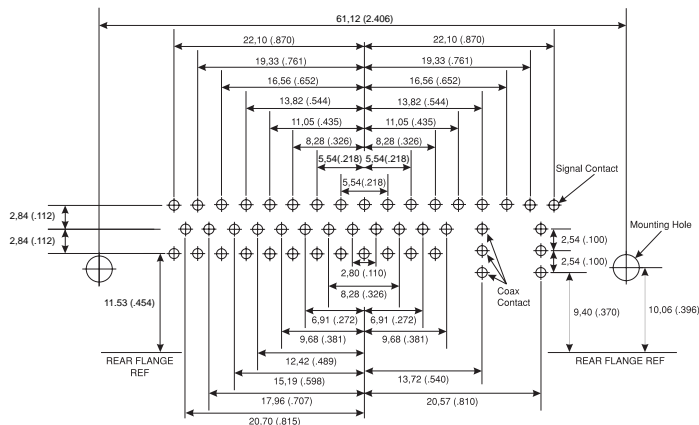 61,12 (2.406)
22,10 (.870) 22,10 (.870)
19,33 (.761) 19,33 (.761)
16,56 (.652) 16,56 (.652)
13,82 (.544) 13,82 (.544)
11,05 (.435) 11,05 (.435)
8,28 (.326) 8,28 (.326)
5,54(.218) 5,54(.218)
Signal Contact
5,54(.218)
2,84 (.112)
Mounting Hole
2,84 (.112)
2,54 (.100)
2,54 (.100)
2,80 (.110)
Coax
Contact
8,28 (.326)
11.53 (.454)
9,40 (.370)
10,06 (.396)
6,91 (.272) 6,91 (.272)
9,68 (.381) 9,68 (.381)
REAR FLANGE
REF
12,42 (.489)
REAR FLANGE REF
15,19 (.598)
13,72 (.540)
17,96 (.707)
20,57 (.810)
20,70 (.815)